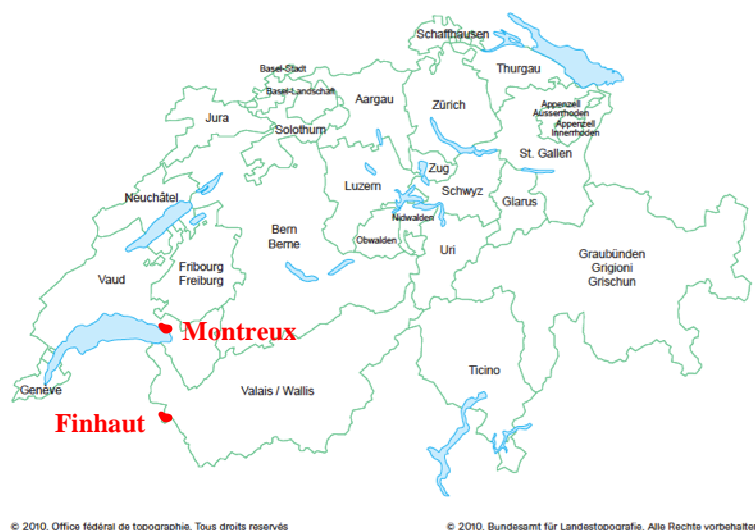 Schaffhausen
Basel-Stadt
Thurgau
Basel-Landschaft
Aargau
Zürich
Appenzell
Ausserrhoden
Jura
Appenzell
Innerrhoden
Solothurn
St. Gallen
Zug
Luzern
Schwyz
Neuchâtel
Glarus
Nidwalden
Bern
Berne
Obwalden
Uri
Graubünden
Grigioni
Grischun
Fribourg
Freiburg
Vaud
Montreux
Ticino
Genève
Valais / Wallis
Finhaut
© 2010, Office fédéral de topographie. Tous droits reservés
© 2010, Bundesamt für Landestopografie. Alle Rechte vorbehalten